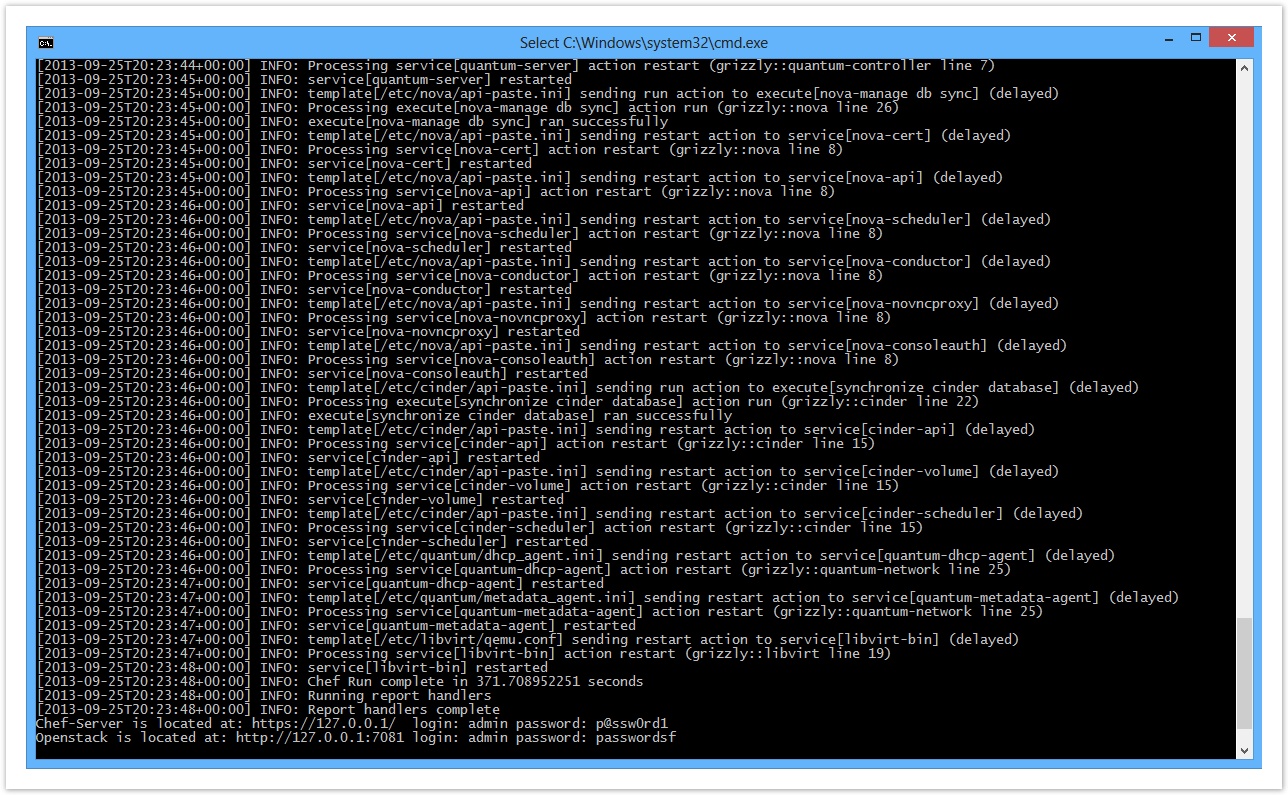 Select C:\Windows\system32\cmd.exe
[2013-09-25T20:23:44+00:00] INFO: Processing service[quantum-server] action restart (grizzly::quantum-controller line 7)
[2013-09-25T20:23:45+00:00] INFO: service[quantum-server] restarted
[2013-09-25T20:23:45+00:00] INFO: template[/etc/nova/api-paste.ini] sending run action to execute[nova-manage db sync] (delayed)
[2013-09-25T20:23:45+00:00] INFO: Processing execute[nova-manage db sync] action run (grizzly::nova line 26)
[2013-09-25T20:23:45+00:00] INFO: execute[nova-manage db sync] ran successfully
[2013-09-25T20:23:45+00:00] INFO: template[/etc/nova/api-paste.ini] sending restart action to service[nova-cert] (delayed)
[2013-09-25T20:23:45+00:00] INFO: Processing service[nova-cert] action restart (grizzly::nova line 8)
[2013-09-25T20:23:45+00:00] INFO: service[nova-cert] restarted
[2013-09-25T20:23:45+00:00] INFO: template[/etc/nova/api-paste.ini] sending restart action to service[nova-api] (delayed)
[2013-09-25T20:23:45+00:00] INFO: Processing service[nova-api] action restart (grizzly::nova line 8)
[2013-09-25T20:23:46+00:00] INFO: service[nova-api] restarted
[2013-09-25T20:23:46+00:00] INFO: template[/etc/nova/api-paste.ini] sending restart action to service[nova-scheduler] (delayed)
[2013-09-25T20:23:46+00:00] INFO: Processing service[nova-scheduler] action restart (grizzly::nova line 8)
[2013-09-25T20:23:46+00:00] INFO: service[nova-scheduler] restarted
[2013-09-25T20:23:46+00:00] INFO: template[/etc/nova/api-paste.ini] sending restart action to service[nova-conductor] (delayed)
[2013-09-25T20:23:46+00:00] INFO: Processing service[nova-conductor] action restart (grizzly::nova line 8)
[2013-09-25T20:23:46+00:00] INFO: service[nova-conductor] restarted
[2013-09-25T20:23:46+00:00] INFO: template[/etc/nova/api-paste.ini] sending restart action to service[nova-novncproxy] (delayed)
[2013-09-25T20:23:46+00:00] INFO: Processing service[nova-novncproxy] action restart (grizzly::nova line 8)
[2013-09-25T20:23:46+00:00] INFO: service[nova-novncproxy] restarted
[2013-09-25T20:23:46+00:00] INFO: template[/etc/nova/api-paste.ini] sending restart action to service[nova-consoleauth] (delayed)
[2013-09-25T20:23:46+00:00] INFO: Processing service[nova-consoleauth] action restart (grizzly::nova line 8)
[2013-09-25T20:23:46+00:00] INFO: service[nova-consoleauth] restarted
[2013-09-25T20:23:46+00:00] INFO: template[/etc/cinder/api-paste.ini] sending run action to execute[synchronize cinder database] (delayed)
[2013-09-25T20:23:46+00:00] INFO: Processing execute[synchronize cinder database] action run (grizzly::cinder line 22)
[2013-09-25T20:23:46+00:00] INFO: execute[synchronize cinder database] ran successfully
[2013-09-25T20:23:46+00:00] INFO: template[/etc/cinder/api-paste.ini] sending restart action to service[cinder-api] (delayed)
[2013-09-25T20:23:46+00:00] INFO: Processing service[cinder-api] action restart (grizzly::cinder line 15)
[2013-09-25T20:23:46+00:00] INFO: service[cinder-api] restarted
[2013-09-25T20:23:46+00:00] INFO: template[/etc/cinder/api-paste.ini] sending restart action to service[cinder-volume] (delayed)
[2013-09-25T20:23:46+00:00] INFO: Processing service[cinder-volume] action restart (grizzly::cinder line 15)
[2013-09-25T20:23:46+00:00] INFO: service[cinder-volume] restarted
[2013-09-25T20:23:46+00:00] INFO: template[/etc/cinder/api-paste.ini] sending restart action to service[cinder-scheduler] (delayed)
[2013-09-25T20:23:46+00:00] INFO: Processing service[cinder-scheduler] action restart (grizzly::cinder line 15)
[2013-09-25T20:23:46+00:00] INFO: service[cinder-scheduler] restarted
[2013-09-25T20:23:46+00:00] INFO: template[/etc/quantum/dhcp_agent.ini] sending restart action to service[quantum-dhcp-agent] (delayed)
[2013-09-25T20:23:46+00:00] INFO: Processing service[quantum-dhcp-agent] action restart (grizzly::quantum-network line 25)
[2013-09-25T20:23:47+00:00] INFO: service[quantum-dhcp-agent] restarted
[2013-09-25T20:23:47+00:00] INFO: template[/etc/quantum/metadata_agent.ini] sending restart action to service[quantum-metadata-agent] (delayed)
[2013-09-25T20:23:47+00:00] INFO: Processing service[quantum-metadata-agent] action restart (grizzly::quantum-network line 25)
[2013-09-25T20:23:47+00:00] INFO: service[quantum-metadata-agent] restarted
[2013-09-25T20:23:47+00:00] INFO: template[/etc/libvirt/qemu.conf] sending restart action to service[libvirt-bin] (delayed)
[2013-09-25T20:23:47+00:00] INFO: Processing service[libvirt-bin] action restart (grizzly::libvirt line 19)
[2013-09-25T20:23:48+00:00] INFO: service[libvirt-bin] restarted
[2013-09-25T20:23:48+00:00] INFO: Chef Run complete in 371.708952251 seconds
[2013-09-25T20:23:48+00:00] INFO: Running report handlers
[2013-09-25T20:23:48+00:00] INFO: Report handlers complete
Chef-Server is located at: https://127.0.0.1/  login: admin password: p@ssw0rd1
Openstack is located at: http://127.0.0.1:7081 login: admin password: passwordsf